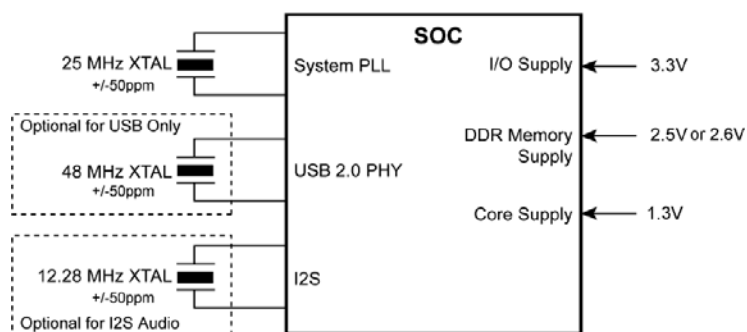 SOC
25 MHz XTAL
+/-50ppm
System PLL
I/O Supply
3.3V
Optional for USB Only
48 MHz XTAL
+/-50ppm
USB 2.0 PHY
DDR Memory
Supply
2.5V or 2.6V
Core Supply
1.3V
12.28 MHz XTAL
+/-50ppm
Optional for I2S Audio
I2S